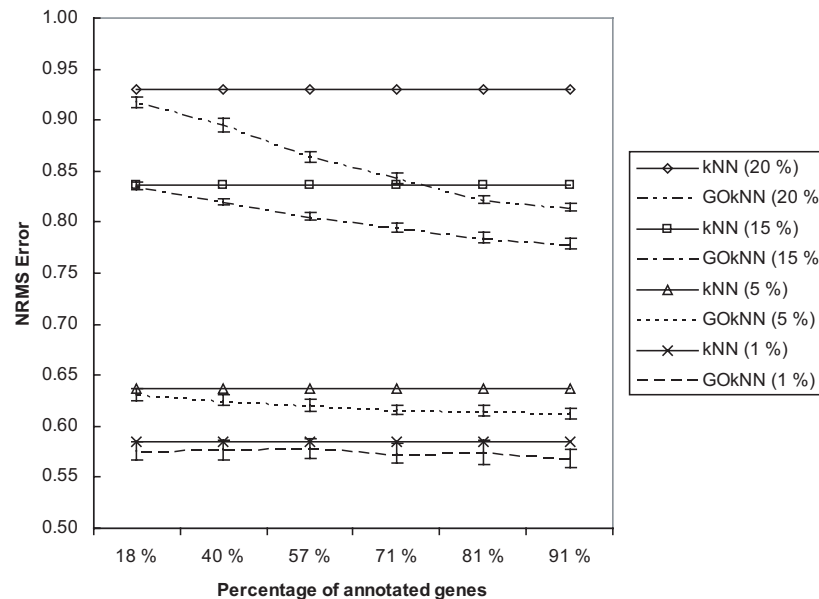 1.00
0.95
0.90
0.85
0.80
0.75
0.70
0.65
0.60
0.55
0.50
NRMS Error
18 %
40 %
57 %
71 %
81 %
91 %
Percentage of annotated genes
kNN (20 %)
GOkNN (20 %
kNN (15 %)
GOkNN (15 %
kNN (5 %)
GOkNN (5 %)
kNN (1 %)
GOkNN (1 %)